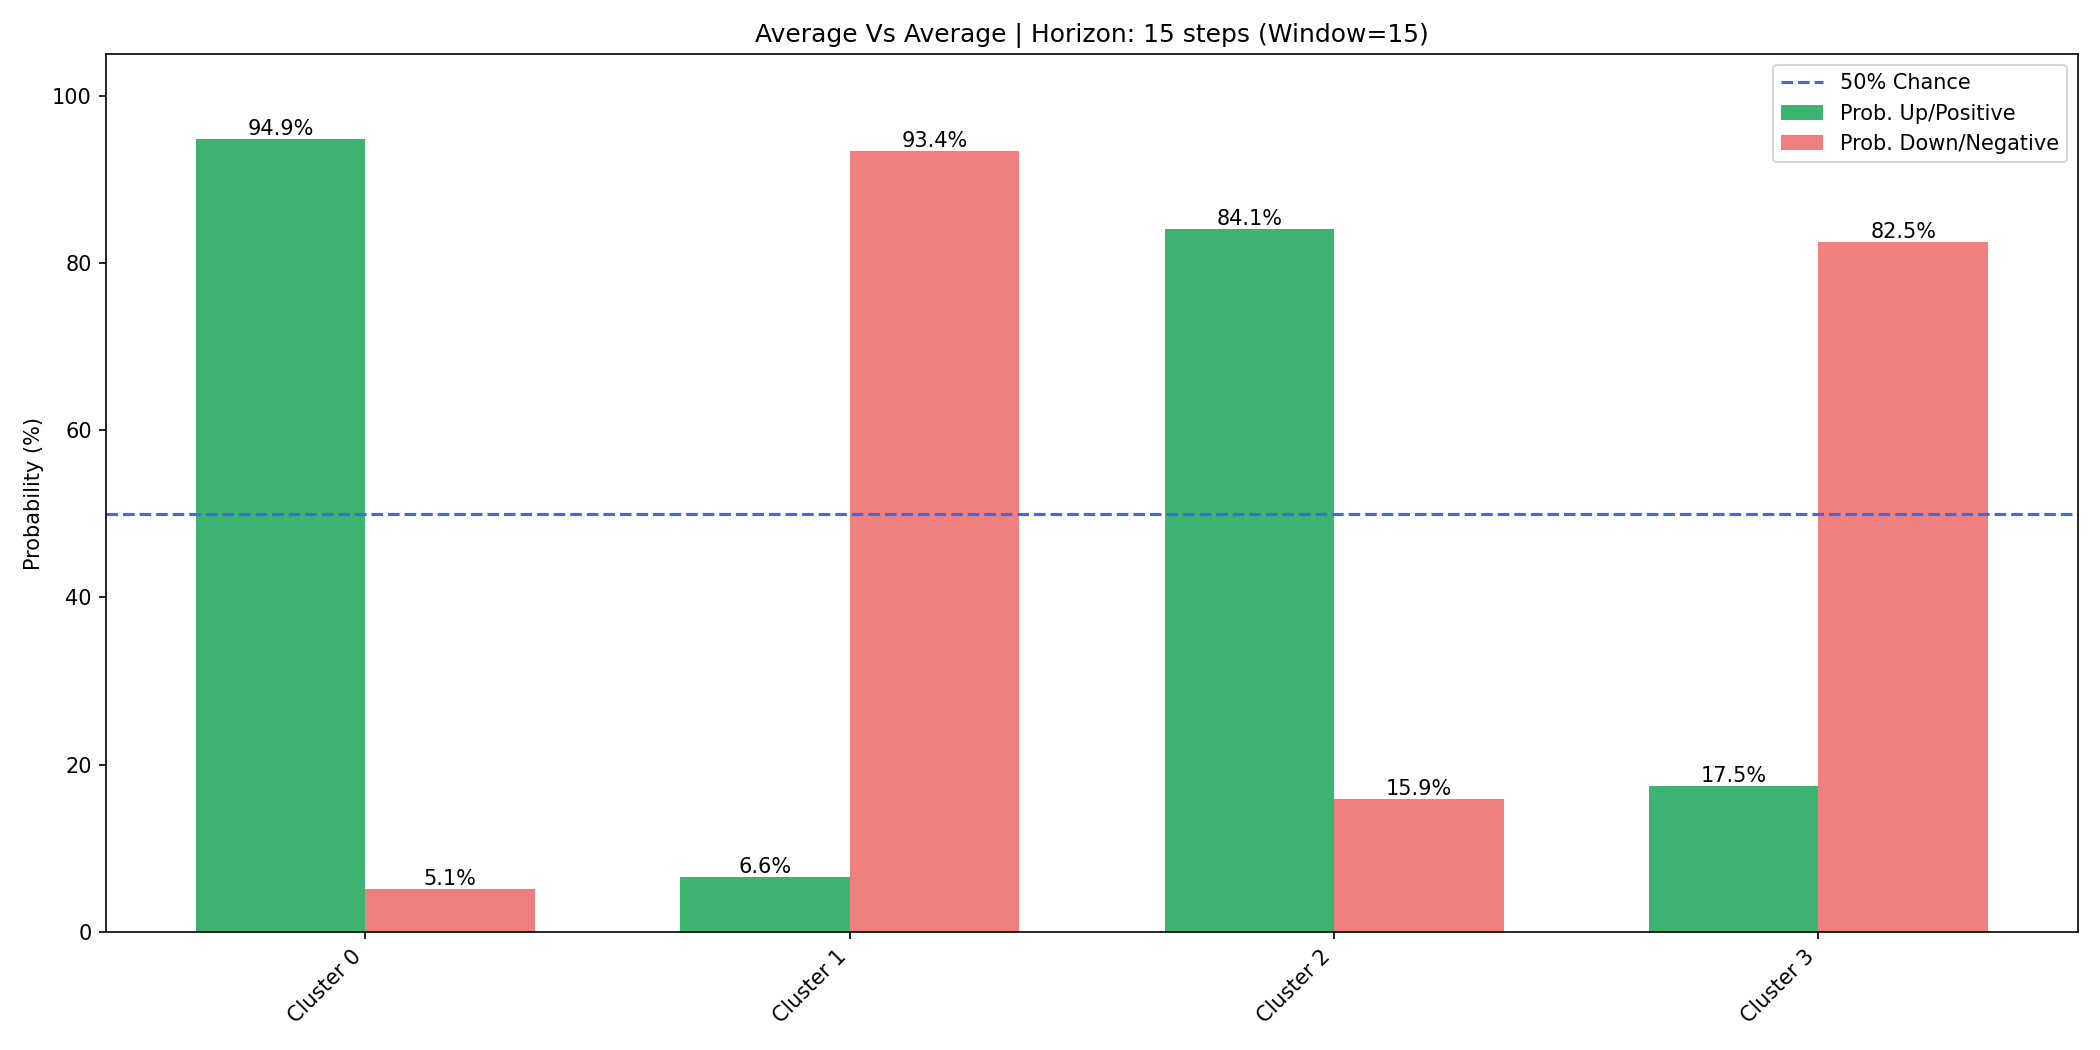 Average Vs Average | Horizon: 15 steps (Window=15)
50% Chance
Prob. Up/Positive
Prob. Down/Negative
Probability (%)
100
80
60
40
20
0
94.9%
5.1%
6.6%
93.4%
84.1%
15.9%
17.5%
82.5%
Cluster 0
Cluster 1
Cluster 2
Cluster 3